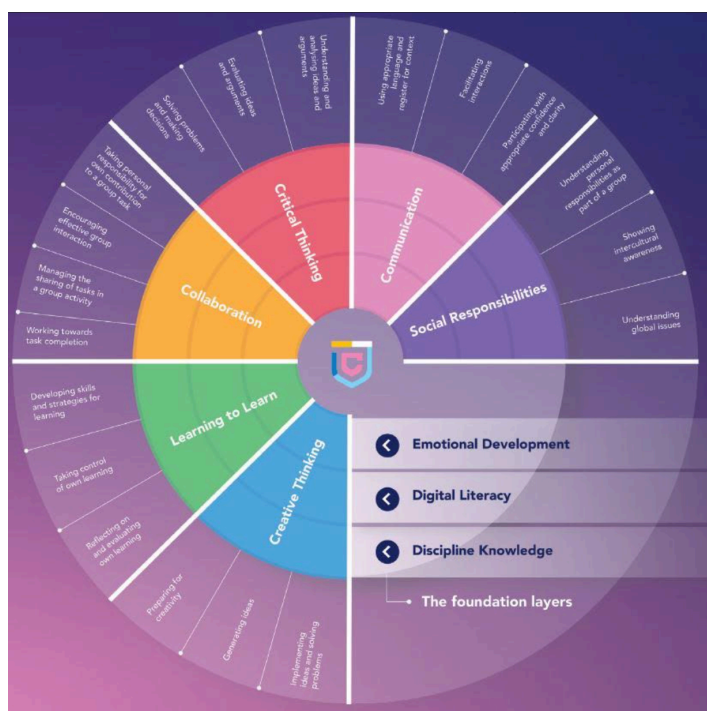 Understanding and
analysing ideas and
arguments
Evaluating ideas
and arguments
Solving problems
and making
decisions
Critical Thinking
Using appropriate
language and
register for context
Facilitating
interactions
Participating with
appropriate confidence
and clarity
Communication
Understanding
personal
responsibilities as
part of a group
Showing
intercultural
awareness
Understanding
global issues
Social Responsibilities
Taking personal
responsibility for
own contribution
to a group task
Encouraging
effective group
interaction
Managing the
sharing of tasks in
a group activity
Working towards
task completion
Collaboration
Developing skills
and strategies for
learning
Taking control
of own learning
Reflecting on
and evaluating
own learning
Learning to Learn
Preparing for
creativity
Generating ideas
Implementing
ideas and solving
problems
Creative Thinking
Emotional Development
Digital Literacy
Discipline Knowledge
The foundation layers